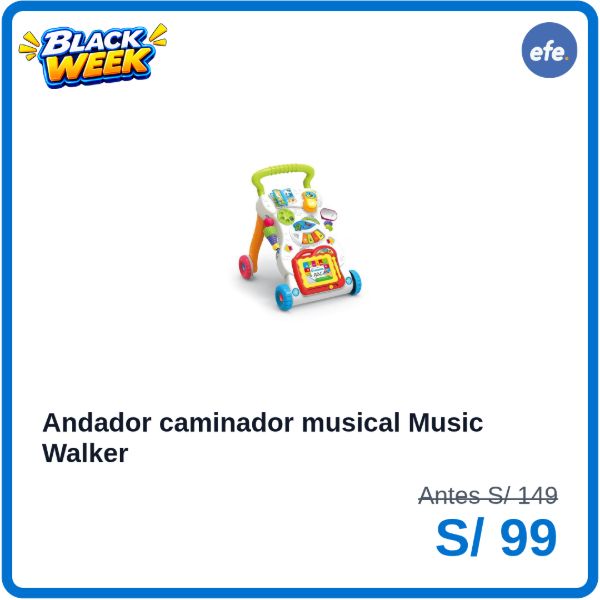 BLACK
WEEK
efe.
Andador caminador musical Music
Walker
Antes S/ 149
S/ 99